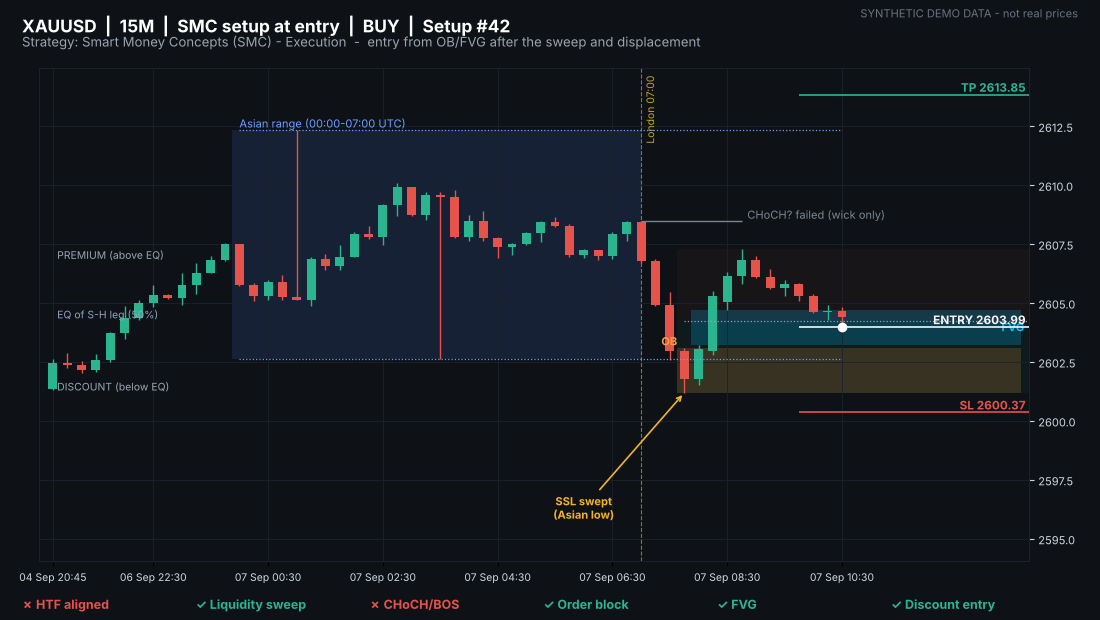 XAUUSD | 15M | SMC setup at entry | BUY | Setup #42
SYNTHETIC DEMO DATA - not real prices
Strategy: Smart Money Concepts (SMC) - Execution - entry from OB/FVG after the sweep and displacement
London 07:00
TP 2613.85
Asian range (00:00-07:00 UTC)
2612.5
2610.0
CHoCH? failed (wick only)
2607.5
PREMIUM (above EQ)
2605.0
EQ of S-H leg (50%)
ENTRY 2603.99
FVG
OB
2602.5
DISCOUNT (below EQ)
SL 2600.37
2600.0
2597.5
SSL swept
(Asian low)
2595.0
04 Sep 20:45 06 Sep 22:30 07 Sep 00:30 07 Sep 02:30 07 Sep 04:30 07 Sep 06:30 07 Sep 08:30 07 Sep 10:30
✗ HTF aligned ✓ Liquidity sweep ✗ CHoCH/BOS ✓ Order block ✓ FVG ✓ Discount entry